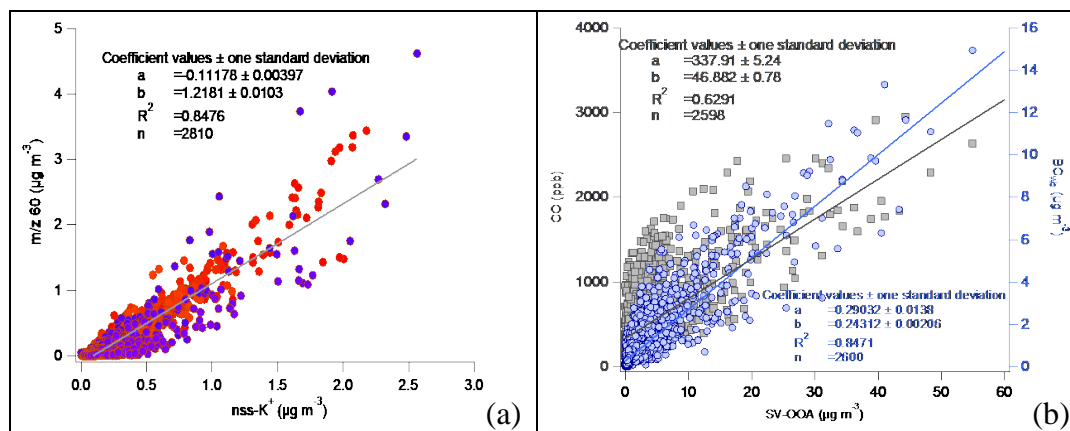 5
4
3
2
1
0
m/z 60 (µg m-3)
Coefficient values ± one standard deviation
a =-0.11178 ± 0.00397
b =1.2181 ± 0.0103
R2 =0.8476
n =2810
0.0 0.5 1.0 1.5 2.0 2.5 3.0
nss-K+ (µg m-3)
(a)
4000
3000
2000
1000
0
CO (ppb)
Coefficient values ± one standard deviation
a =337.91 ± 5.24
b =46.882 ± 0.78
R2 =0.6291
n =2598
16
14
12
10
8
6
4
2
0
(µg m-3)
Coefficient values ± one standard deviation
a =0.29032 ± 0.0138
b =0.24312 ± 0.00206
R2 =0.8471
n =2600
0 10 20 30 40 50 60
SV-OOA (µg m-3)
(b)